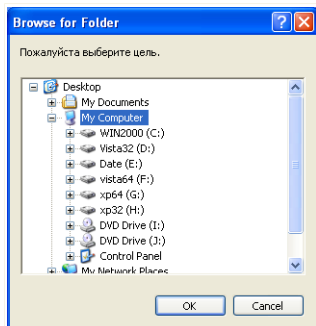 Browse for Folder
Пожалуйста выберите цель.
Desktop
My Documents
My Computer
WIN2000 (C:)
Vista32 (D:)
Date (E:)
vista64 (F:)
xp64 (G:)
xp32 (H:)
DVD Drive (I:)
DVD Drive (J:)
Control Panel
My Network Places
OK Cancel